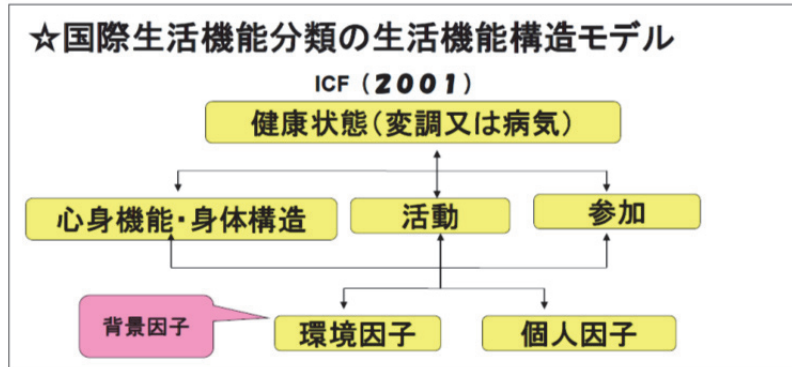 ☆国際生活機能分類の生活機能構造モデル
ICF（2001）
健康状態（変調又は病気）
心身機能・身体構造
活動
参加
背景因子
環境因子
個人因子